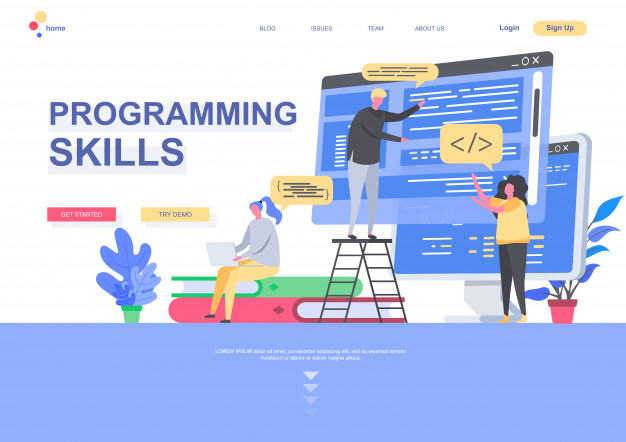 home
BLOG
ISSUES
TEAM
ABOUT US
Login
Sign Up
PROGRAMMING
SKILLS
</>
GET STARTED
TRY DEMO
LOREM IPSUM DOLOR SIT AMET, CONSECTETUR ADIPISCING ELIT, SED DO EIUSMOD TEMPOR
incididunt ut labore et dolore magna aliqua.